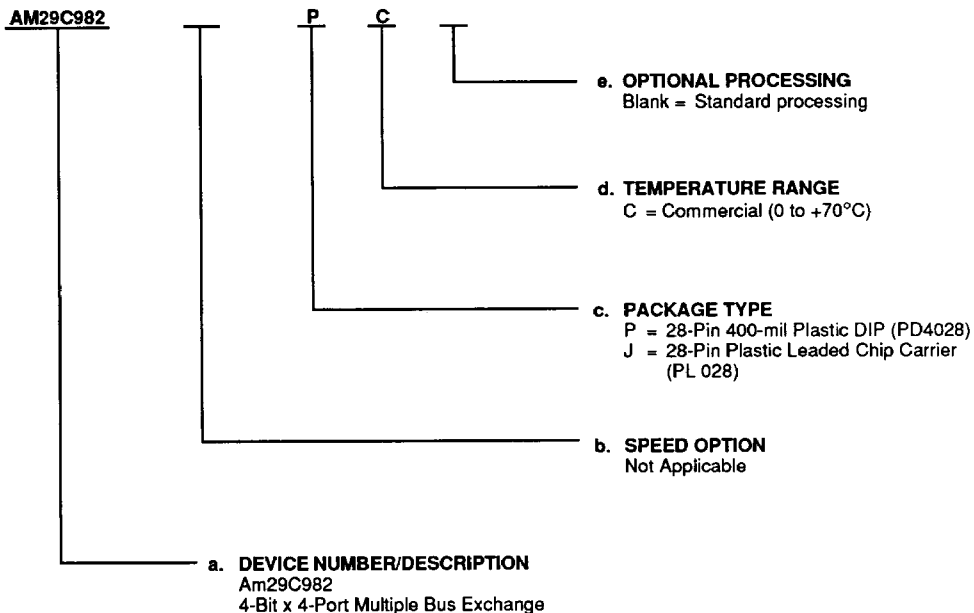 AM29C982 P C
e. OPTIONAL PROCESSING
Blank = Standard processing
d. TEMPERATURE RANGE
C = Commercial (0 to +70°C)
c. PACKAGE TYPE
P = 28-Pin 400-mil Plastic DIP (PD4028)
J = 28-Pin Plastic Leaded Chip Carrier
(PL 028)
b. SPEED OPTION
Not Applicable
a. DEVICE NUMBER/DESCRIPTION
Am29C982
4-Bit x 4-Port Multiple Bus Exchange